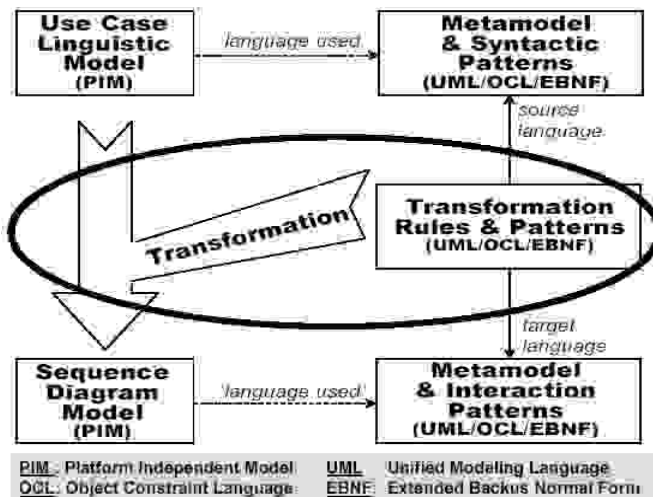 Use Case
Linguistic
Model
(PIM)
language used
Metamodel
& Syntactic
Patterns
(UML/OCL/EBNF)
source
language
Transformation
Transformation
Rules & Patterns
(UML/OCL/EBNF)
target
language
Sequence
Diagram
Model
(PIM)
language used
Metamodel
& Interaction
Patterns
(UML/OCL/EBNF)
PIM : Platform Independent Model
UML Unified Modeling Language
OCL: Object Constraint Language
EBNF Extended Backus Normal Form